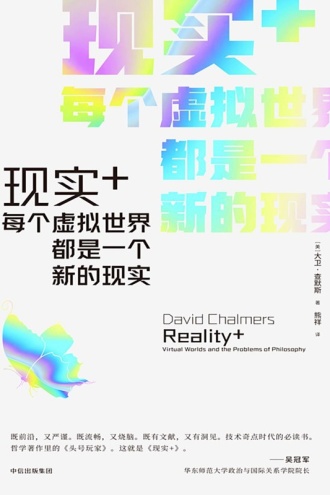 现实+
每个虚拟世界
都是一个
新的现实
现实+
每个虚拟世界
都是一个
新的现实
[美]大卫·查默斯 著
熊祥 译
David Chalmers
Reality+
Virtual Worlds and the Problems of Philosophy
既前沿，又严谨。既流畅，又烧脑。既有文献，又有洞见。技术奇点时代的必读书。
哲学著作里的《头号玩家》。这就是《现实+》。
——吴冠军
中信出版集团
华东师范大学政治与国际关系学院院长